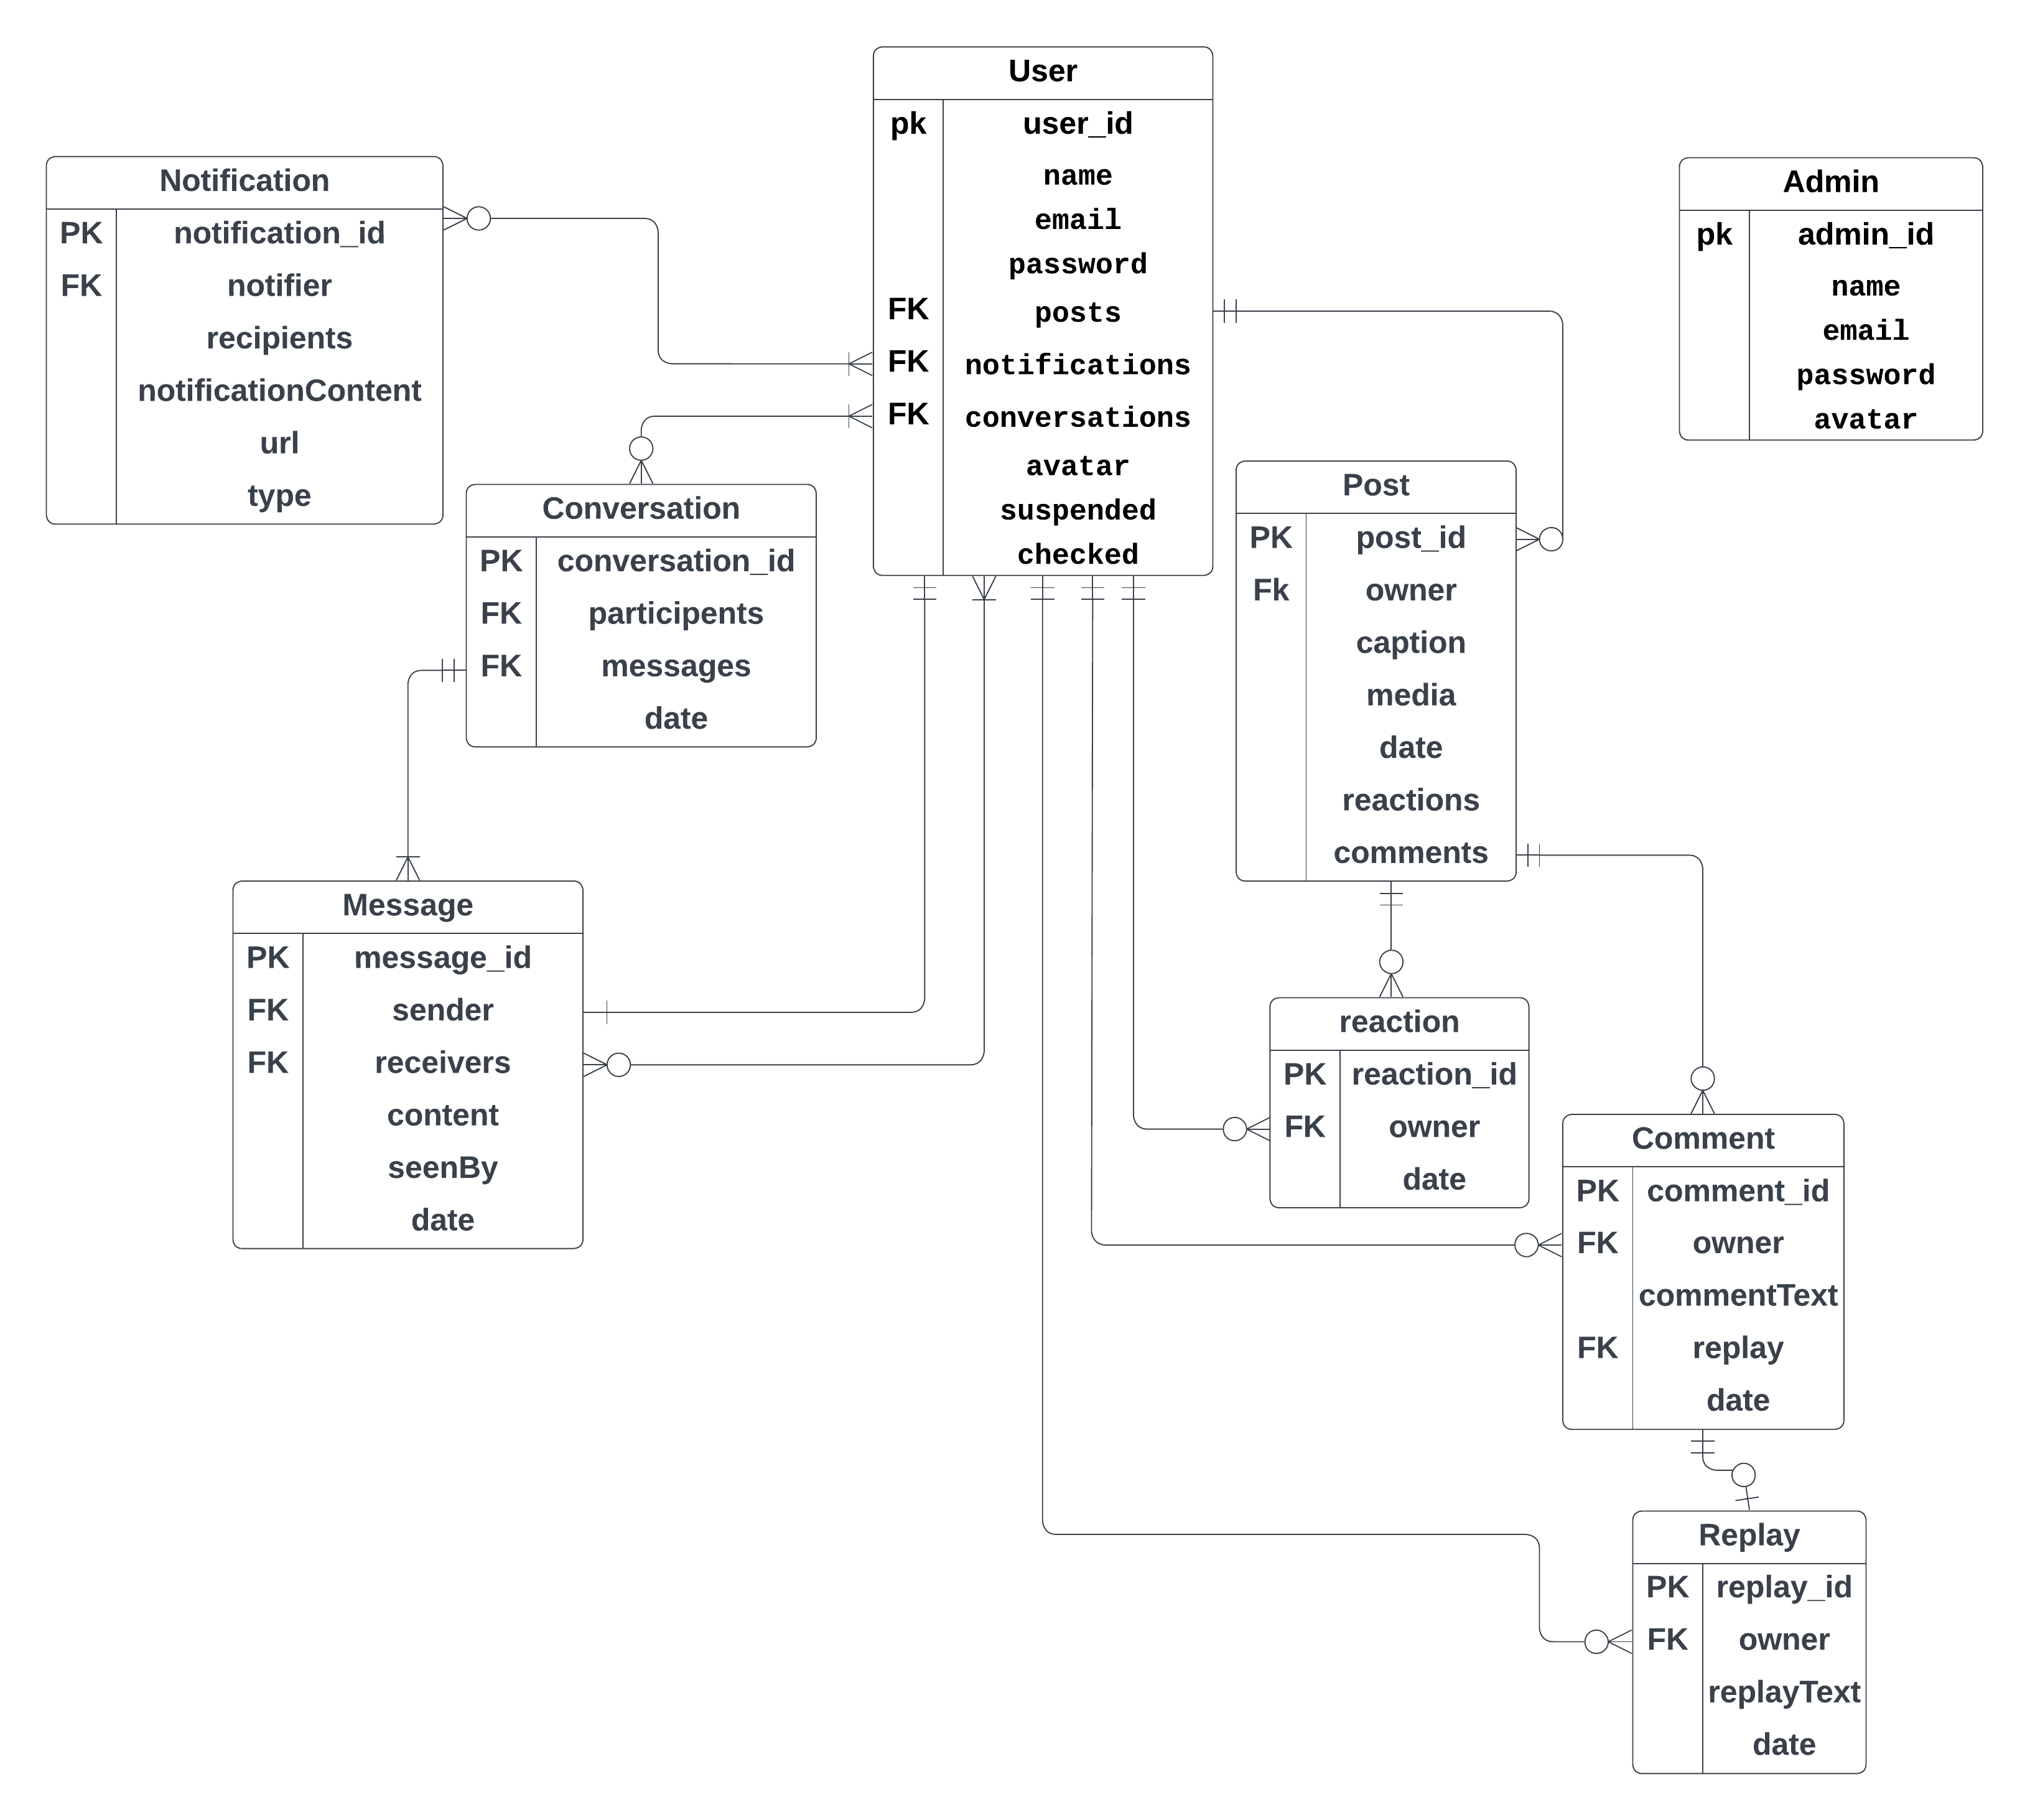 User
pk user_id
name
email
password
FK posts
FK notifications
FK conversations
avatar
suspended
checked
Notification
PK notification_id
FK notifier
recipients
notificationContent
url
type
Admin
pk admin_id
name
email
password
avatar
Conversation
PK conversation_id
FK participents
FK messages
date
Post
PK post_id
Fk owner
caption
media
date
reactions
comments
Message
PK message_id
FK sender
FK receivers
content
seenBy
date
reaction
PK reaction_id
FK owner
date
Comment
PK comment_id
FK owner
commentText
FK replay
date
Replay
PK replay_id
FK owner
replayText
date